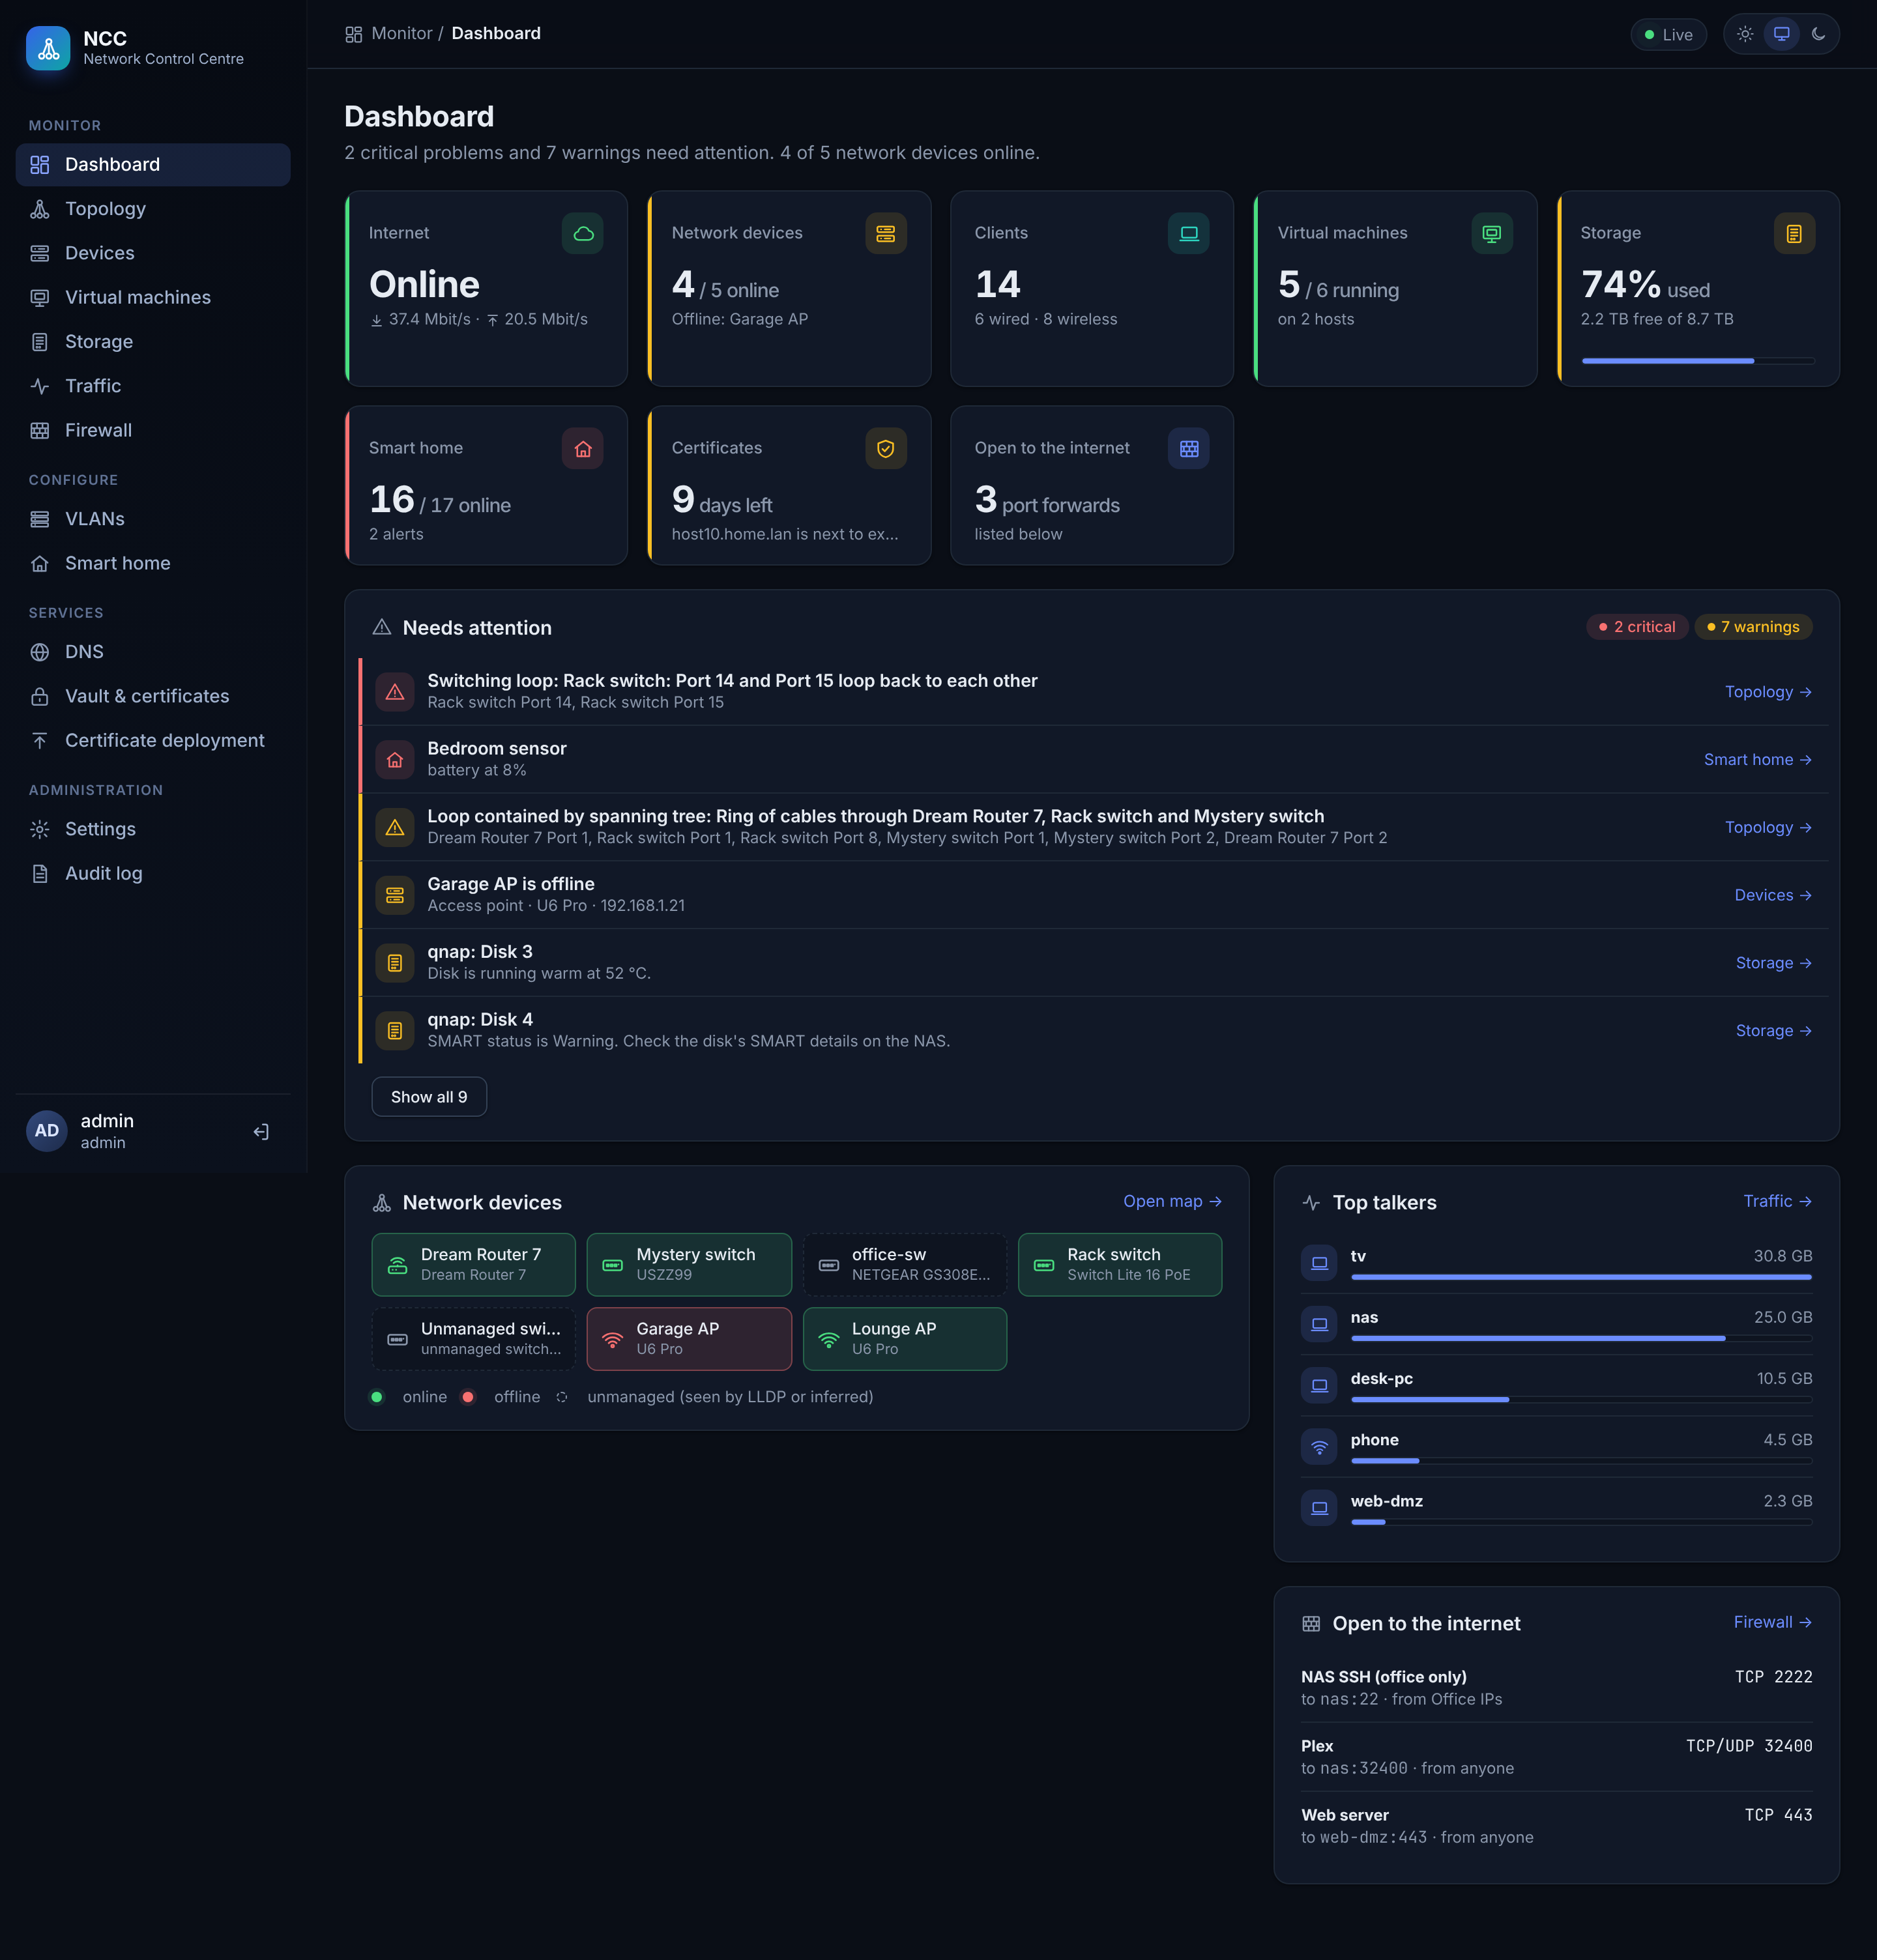 NCC
Network Control Centre
MONITOR
Dashboard
Topology
Devices
Virtual machines
Storage
Traffic
Firewall
CONFIGURE
VLANs
Smart home
SERVICES
DNS
Vault & certificates
Certificate deployment
ADMINISTRATION
Settings
Audit log
AD
admin
admin
Monitor / Dashboard
Live
Dashboard
2 critical problems and 7 warnings need attention. 4 of 5 network devices online.
Internet
Online
37.4 Mbit/s · 20.5 Mbit/s
Network devices
4 / 5 online
Offline: Garage AP
Clients
14
6 wired · 8 wireless
Virtual machines
5 / 6 running
on 2 hosts
Storage
74% used
2.2 TB free of 8.7 TB
Smart home
16 / 17 online
2 alerts
Certificates
9 days left
host10.home.lan is next to ex...
Open to the internet
3 port forwards
listed below
Needs attention
2 critical
7 warnings
Switching loop: Rack switch: Port 14 and Port 15 loop back to each other
Rack switch Port 14, Rack switch Port 15
Topology →
Bedroom sensor
battery at 8%
Smart home →
Loop contained by spanning tree: Ring of cables through Dream Router 7, Rack switch and Mystery switch
Dream Router 7 Port 1, Rack switch Port 1, Rack switch Port 8, Mystery switch Port 1, Mystery switch Port 2, Dream Router 7 Port 2
Topology →
Garage AP is offline
Access point · U6 Pro · 192.168.1.21
Devices →
qnap: Disk 3
Disk is running warm at 52 °C.
Storage →
qnap: Disk 4
SMART status is Warning. Check the disk's SMART details on the NAS.
Storage →
Show all 9
Network devices
Open map →
Dream Router 7
Dream Router 7
Mystery switch
USZZ99
office-sw
NETGEAR GS308E...
Rack switch
Switch Lite 16 PoE
Unmanaged swi...
unmanaged switch...
Garage AP
U6 Pro
Lounge AP
U6 Pro
online
offline
unmanaged (seen by LLDP or inferred)
Top talkers
Traffic →
tv
30.8 GB
nas
25.0 GB
desk-pc
10.5 GB
phone
4.5 GB
web-dmz
2.3 GB
Open to the internet
Firewall →
NAS SSH (office only)
TCP 2222
to nas:22 · from Office IPs
Plex
TCP/UDP 32400
to nas:32400 · from anyone
Web server
TCP 443
to web-dmz:443 · from anyone